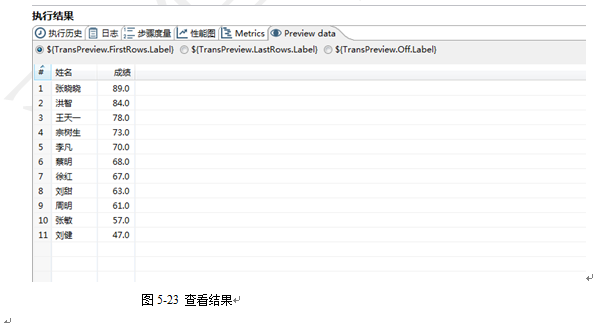 执行结果
执行历史 日志 步骤度量 性能图 Metrics Preview data
${TransPreview.FirstRows.Label} ${TransPreview.LastRows.Label} ${TransPreview.Off.Label}
# 姓名 成绩
1 张晓晓 89.0
2 洪智 84.0
3 王天一 78.0
4 宗树生 73.0
5 李凡 70.0
6 蔡明 68.0
7 徐红 67.0
8 刘甜 63.0
9 周明 61.0
10 张敏 57.0
11 刘健 47.0
图 5-23 查看结果